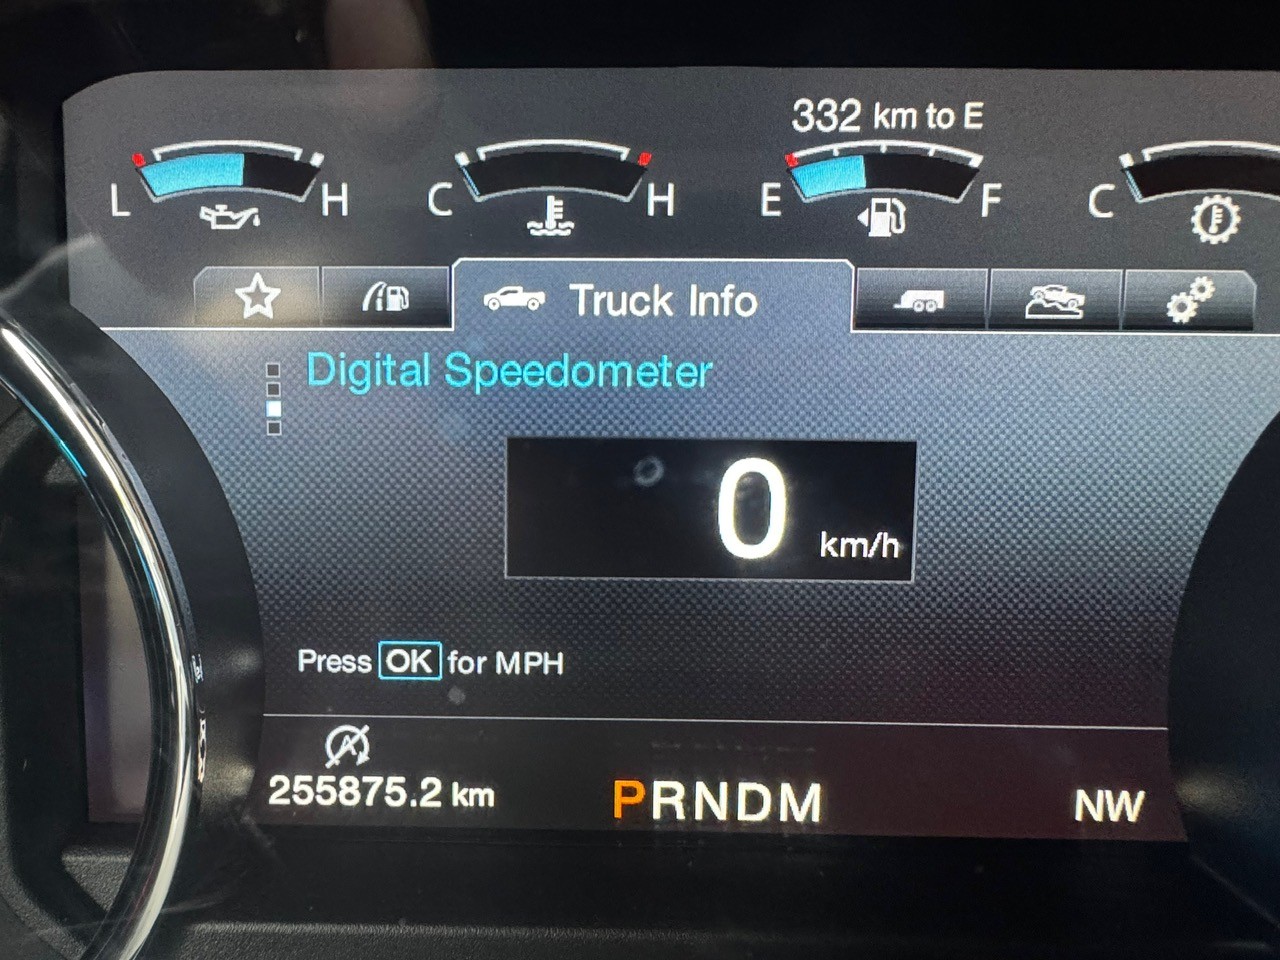 332 km to E
L H C H E F C
Truck Info
Digital Speedometer
0 km/h
Press OK for MPH
255875.2 km PRNDM NW